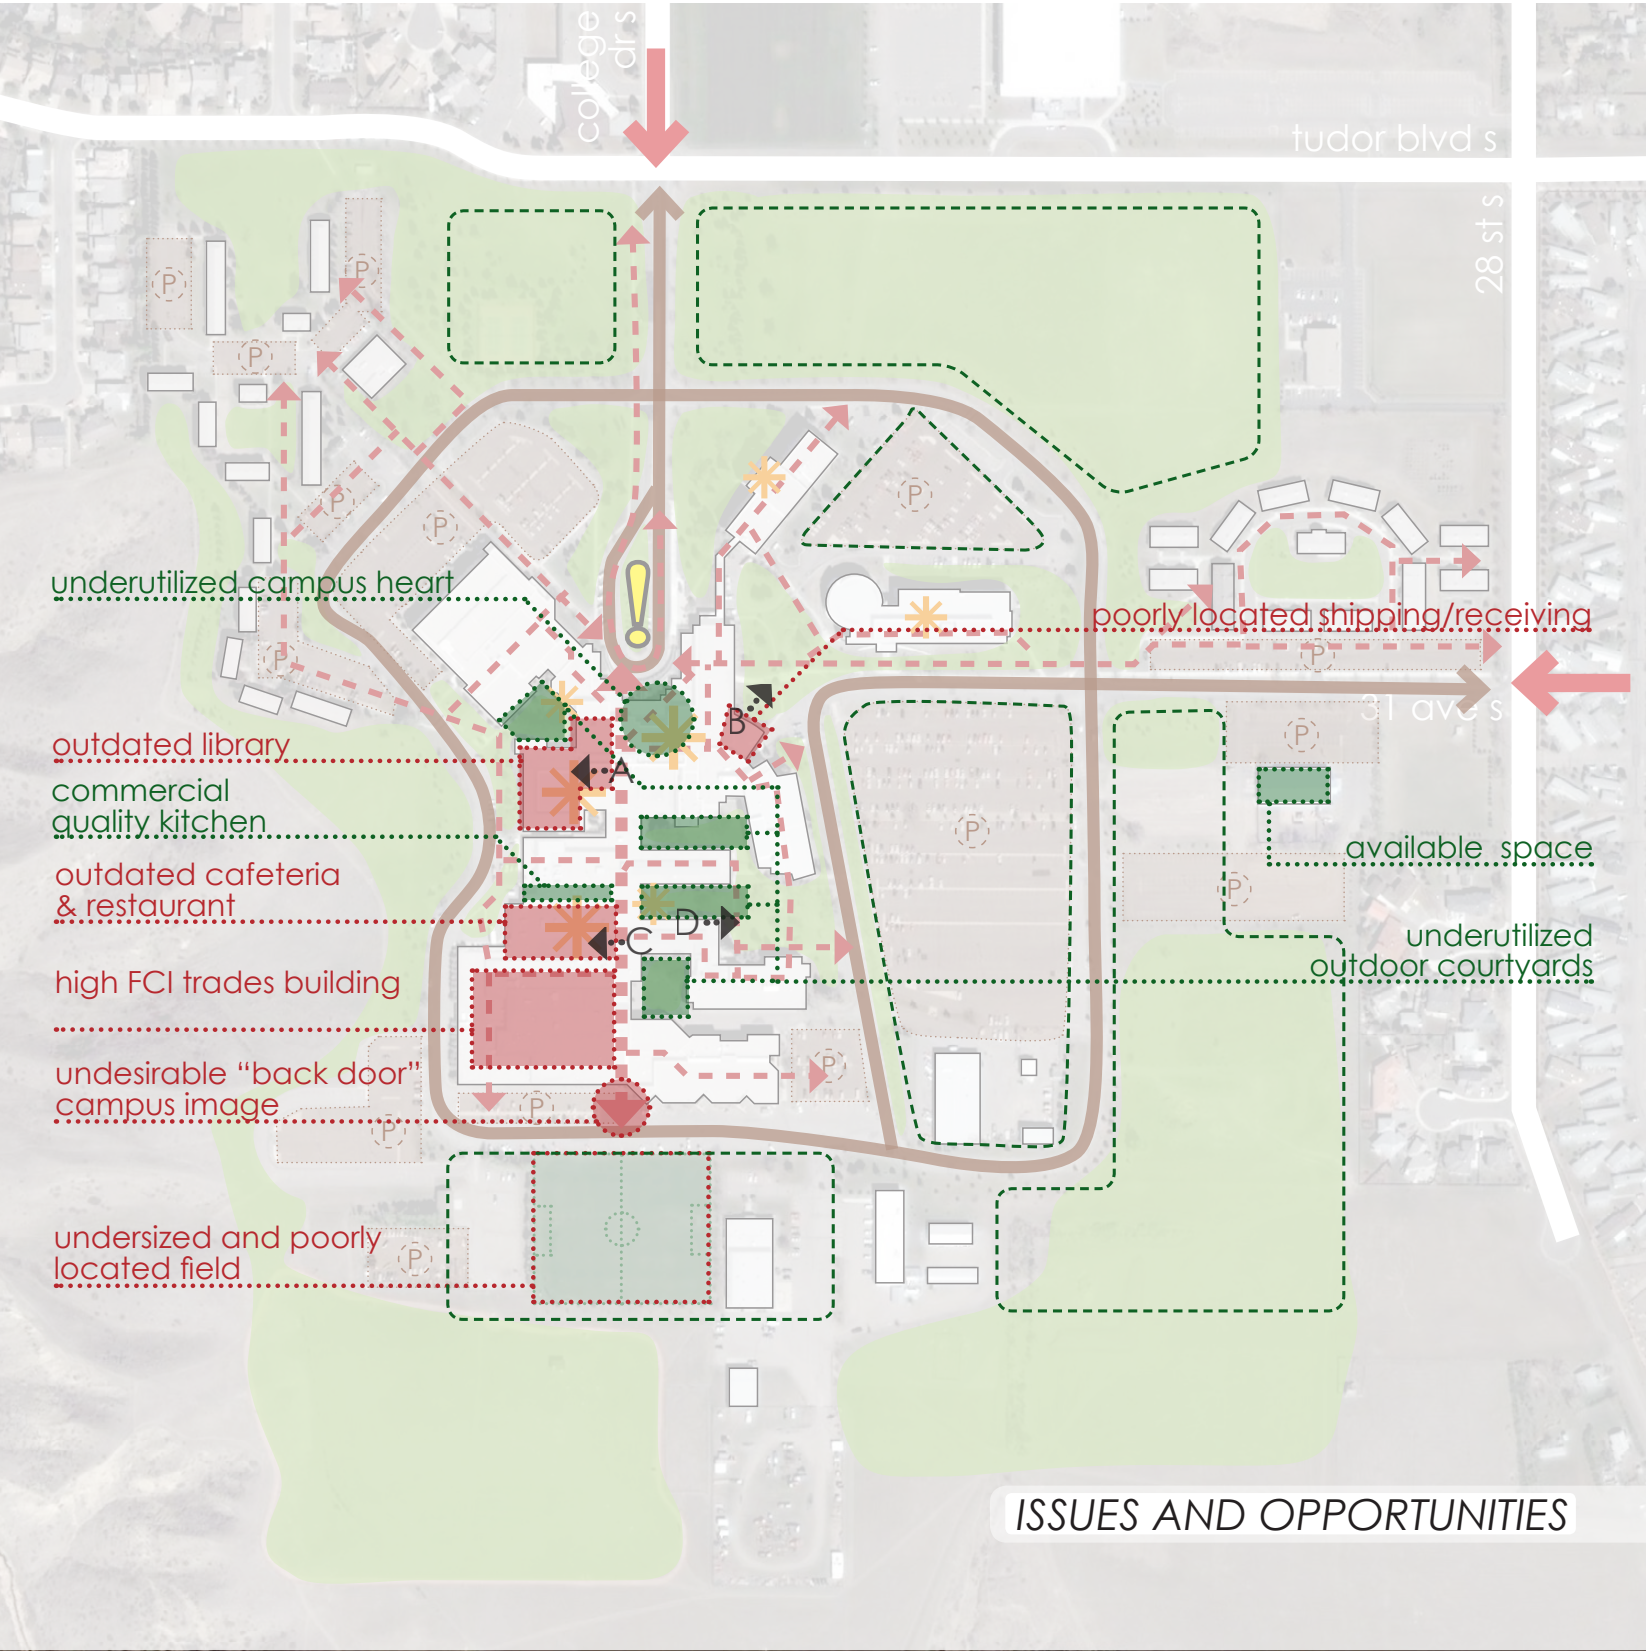 college
dr s
tudor blvd s
28 st s
P
P
P
P
P
P
underutilized campus heart
poorly located shipping/receiving
P
P
31 ave s
B
P
outdated library
A
commercial
quality kitchen
P
available space
outdated cafeteria
& restaurant
P
D
C
underutilized
outdoor courtyards
high FCI trades building
P
undesirable “back door”
campus image
P
P
undersized and poorly
located field
P
ISSUES AND OPPORTUNITIES